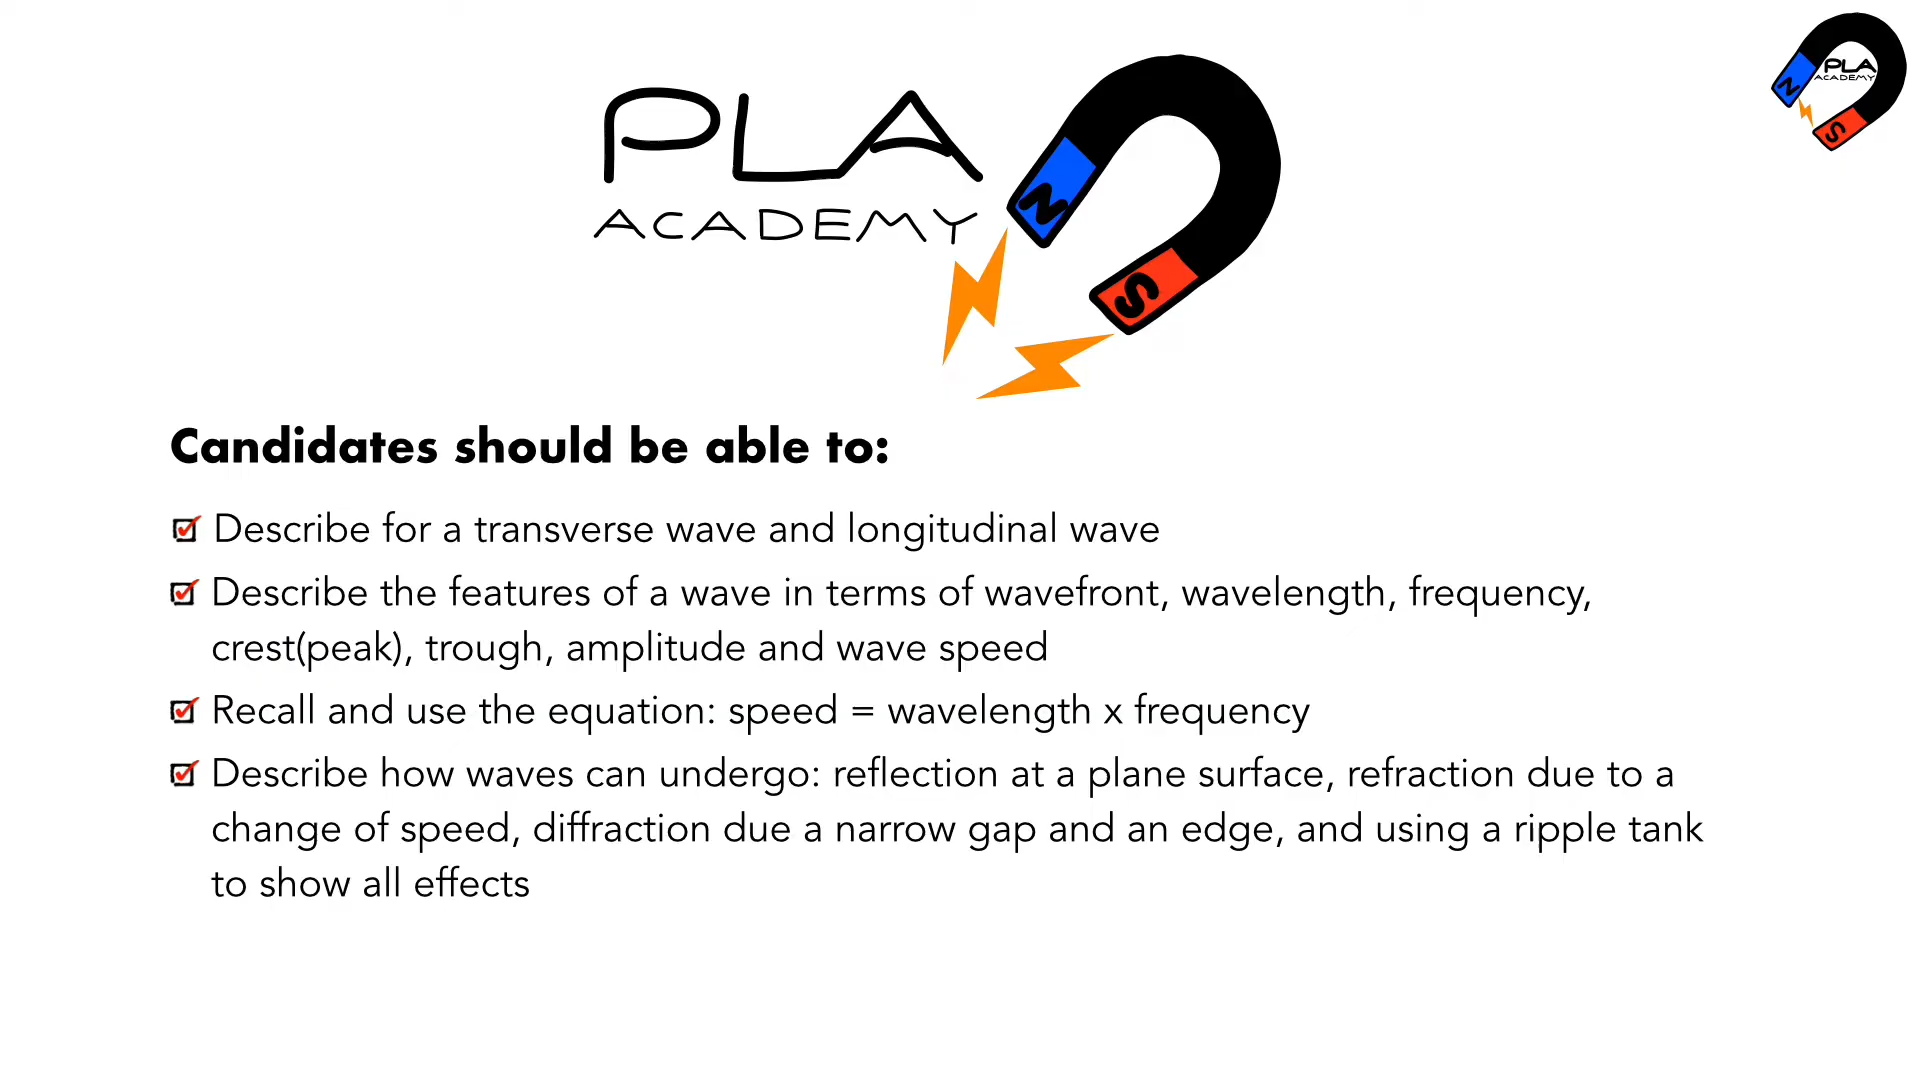 PLA
ACADEMY
N
S
PLA
ACADEMY
N
S
Candidates should be able to:
Describe for a transverse wave and longitudinal wave
Describe the features of a wave in terms of wavefront, wavelength, frequency,
crest(peak), trough, amplitude and wave speed
Recall and use the equation: speed = wavelength x frequency
Describe how waves can undergo: reflection at a plane surface, refraction due to a
change of speed, diffraction due a narrow gap and an edge, and using a ripple tank
to show all effects